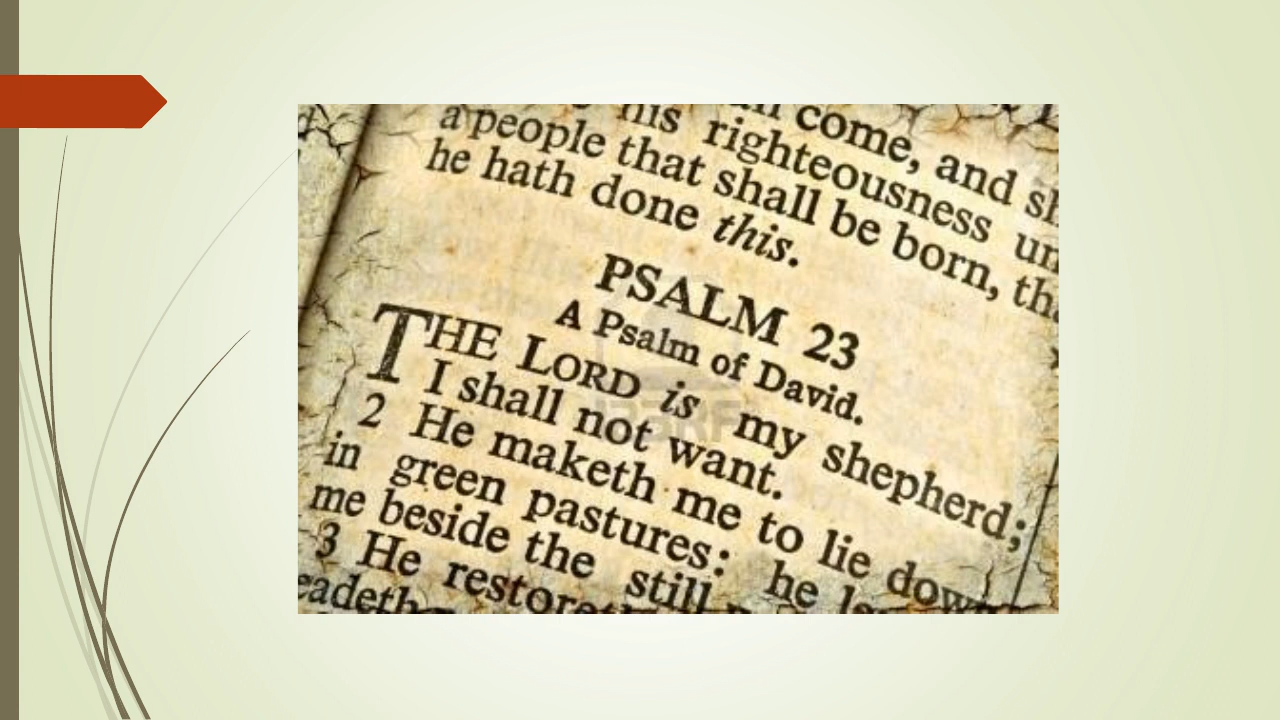 come, and
his righteousness
a people that shall be born,
he hath done this.
PSALM 23
A Psalm of David.
THE LORD is my shepherd;
I shall not want.
2 He maketh me to lie down
in green pastures: he
me beside the still
3 He